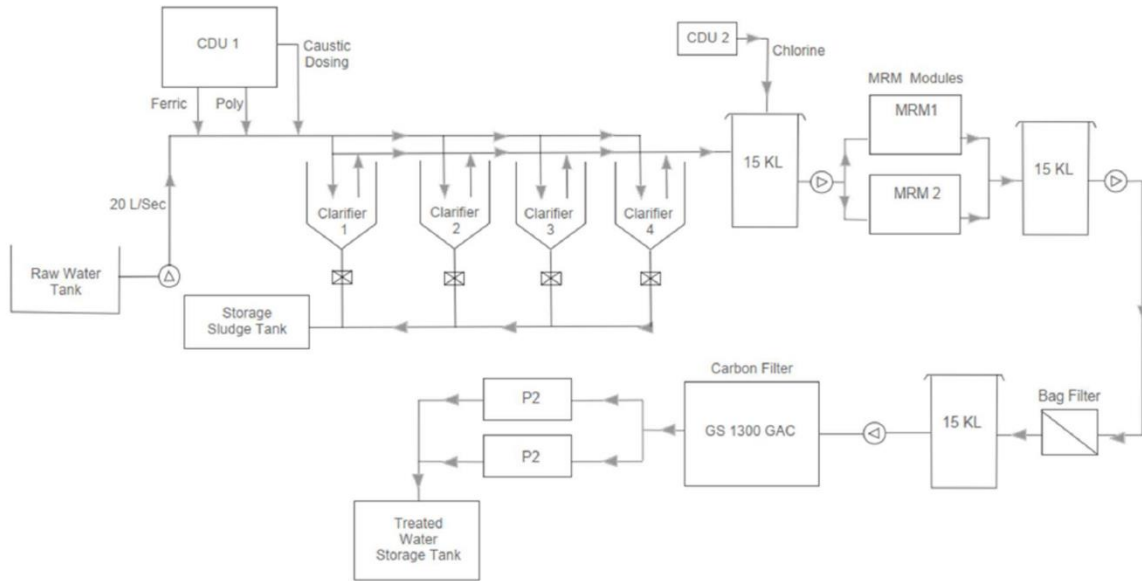 CDU 1
Caustic
Dosing
Ferric
Poly
CDU 2
Chlorine
MRM Modules
MRM1
MRM 2
15 KL
15 KL
20 L/Sec
Clarifier
1
Clarifier
2
Clarifier
3
Clarifier
4
Raw Water
Tank
Storage
Sludge Tank
Carbon Filter
GS 1300 GAC
Bag Filter
15 KL
P2
P2
Treated
Water
Storage Tank